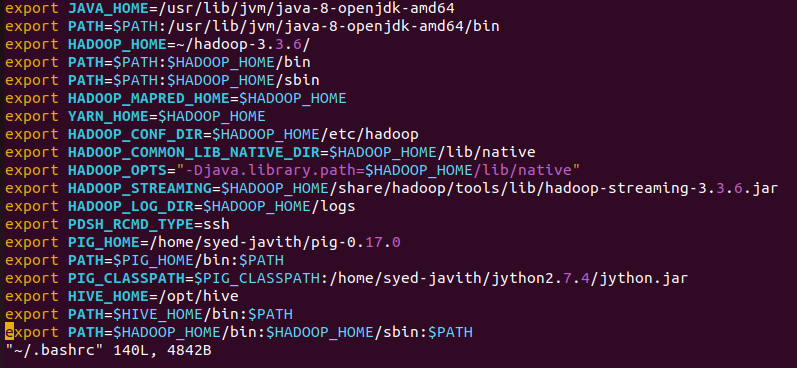 export JAVA_HOME=/usr/lib/jvm/java-8-openjdk-amd64
export PATH=$PATH:/usr/lib/jvm/java-8-openjdk-amd64/bin
export HADOOP_HOME=~/hadoop-3.3.6/
export PATH=$PATH:$HADOOP_HOME/bin
export PATH=$PATH:$HADOOP_HOME/sbin
export HADOOP_MAPRED_HOME=$HADOOP_HOME
export YARN_HOME=$HADOOP_HOME
export HADOOP_CONF_DIR=$HADOOP_HOME/etc/hadoop
export HADOOP_COMMON_LIB_NATIVE_DIR=$HADOOP_HOME/lib/native
export HADOOP_OPTS="-Djava.library.path=$HADOOP_HOME/lib/native"
export HADOOP_STREAMING=$HADOOP_HOME/share/hadoop/tools/lib/hadoop-streaming-3.3.6.jar
export HADOOP_LOG_DIR=$HADOOP_HOME/logs
export PDSH_RCMD_TYPE=ssh
export PIG_HOME=/home/syed-javith/pig-0.17.0
export PATH=$PIG_HOME/bin:$PATH
export PIG_CLASSPATH=$PIG_CLASSPATH:/home/syed-javith/jython2.7.4/jython.jar
export HIVE_HOME=/opt/hive
export PATH=$HIVE_HOME/bin:$PATH
export PATH=$HADOOP_HOME/bin:$HADOOP_HOME/sbin:$PATH
"~/.bashrc" 140L, 4842B